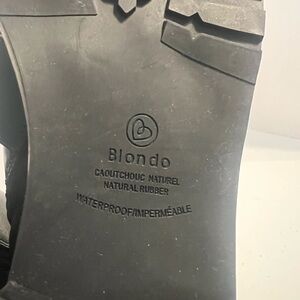 Blondo
CAOUTCHOUC NATUREL
NATURAL RUBBER
WATERPROOF/IMPERMÉABLE